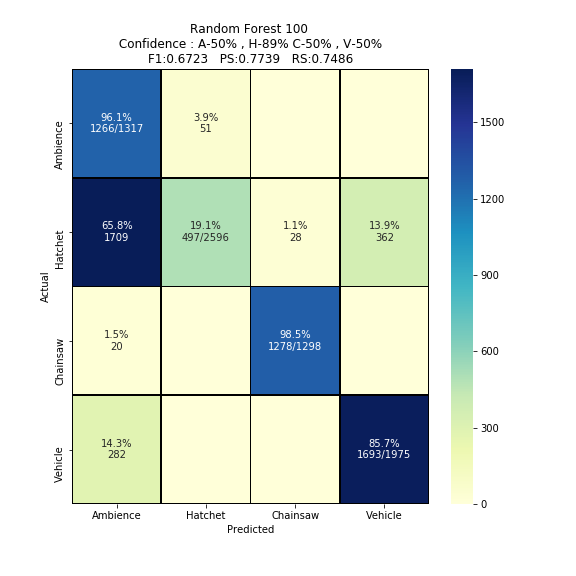 Random Forest 100
Confidence : A-50% , H-89% C-50% , V-50%
F1:0.6723 PS:0.7739 RS:0.7486
Actual
Ambience
96.1%
1266/1317
3.9%
51
Hatchet
65.8%
1709
19.1%
497/2596
1.1%
28
13.9%
362
Chainsaw
1.5%
20
98.5%
1278/1298
Vehicle
14.3%
282
85.7%
1693/1975
Ambience
Hatchet
Chainsaw
Vehicle
Predicted
1500
1200
900
600
300
0